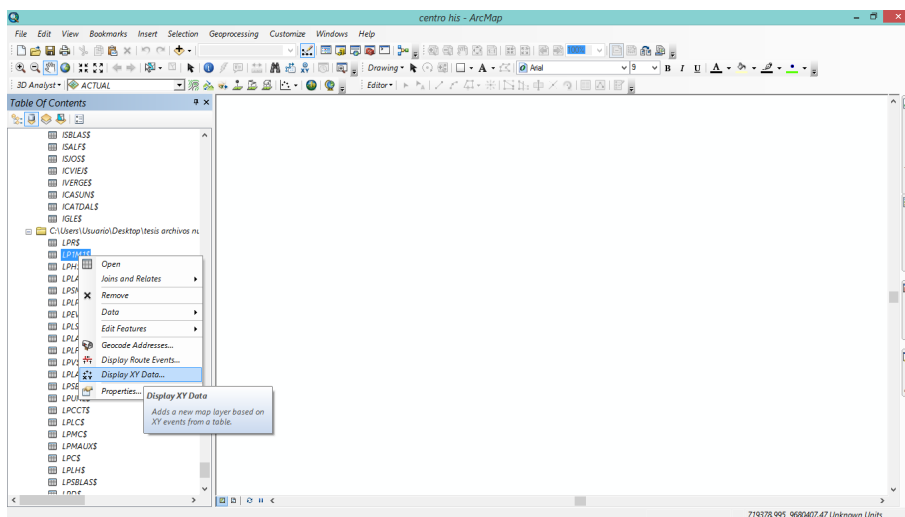 centro his - ArcMap
File Edit View Bookmarks Insert Selection Geoprocessing Customize Windows Help
Drawing Arial 9 B I U A
3D Analyst ACTUAL Editor
Table Of Contents
ISBLAS$
ISALF$
ISJOS$
ICVIEJ$
IVERGE$
ICASUN$
ICATDAL$
IGLE$
C:\Users\Usuario\Desktop\tesis archivos nu
LPR$
Open
Joins and Relates
Remove
Data
Edit Features
Geocode Addresses...
Display Route Events...
Display XY Data...
Properties...
Display XY Data
Adds a new map layer based on
XY events from a table.
LPCCT$
LPLC$
LPMC$
LPMAUX$
LPC$
LPLH$
LPSBLAS$
719378.995 9680407.47 Unknown Units